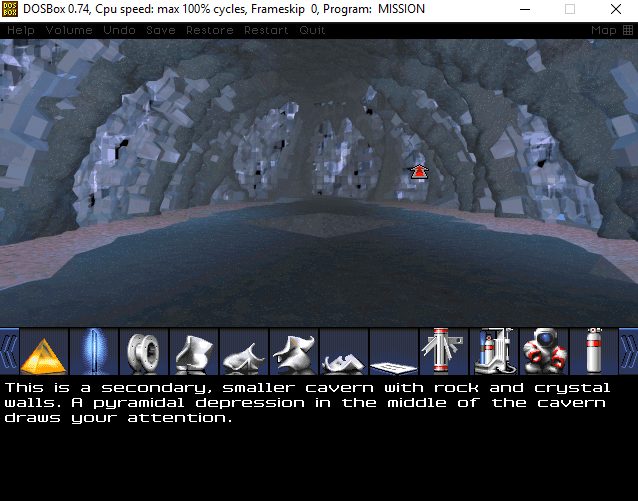 DOSBox 0.74, Cpu speed: max 100% cycles, Frameskip 0, Program: MISSION
Help Volume Undo Save Restore Restart Quit Map
This is a secondary, smaller cavern with rock and crystal
walls. A pyramidal depression in the middle of the cavern
draws your attention.